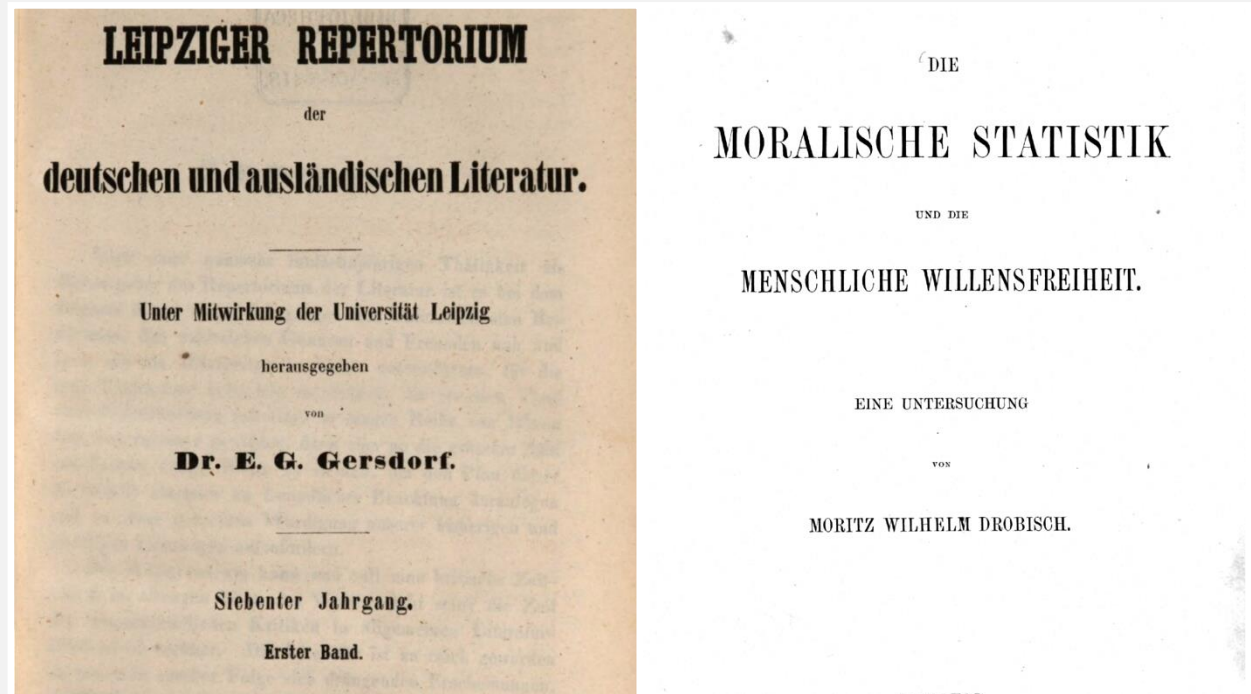 LEIPZIGER REPERTORIUM
der
deutschen und ausländischen Literatur.
Unter Mitwirkung der Universität Leipzig
herausgegeben
von
Dr. E. G. Gersdorf.
Siebenter Jahrgang.
Erster Band.
DIE
MORALISCHE STATISTIK
UND DIE
MENSCHLICHE WILLENSFREIHEIT.
EINE UNTERSUCHUNG
VON
MORITZ WILHELM DROBISCH.